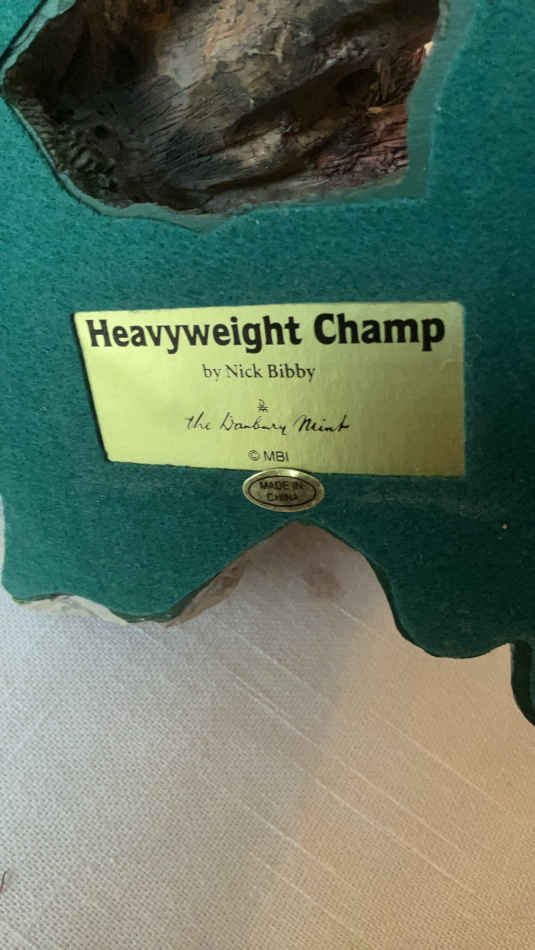 Heavyweight Champ
by Nick Bibby
the Danbury Mint
© MBI
MADE IN
CHINA